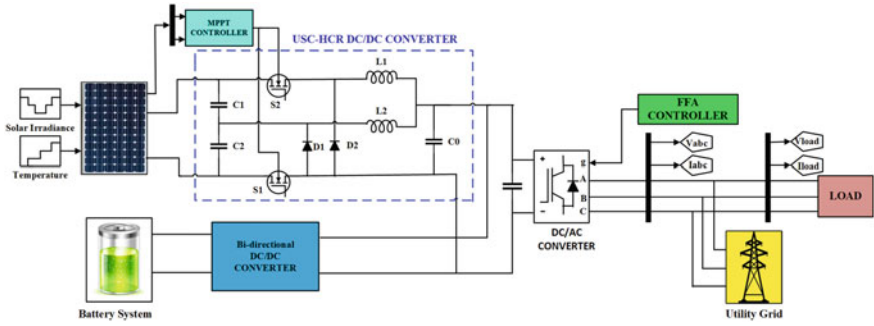 MPPT
CONTROLLER
USC-HCR DC/DC CONVERTER
L1
S2
C1
L2
FFA
CONTROLLER
Solar Irradiance
C2
D1
D2
C0
Vabc
Vload
Iabc
Iload
+
g
A
B
C
−
LOAD
Temperature
S1
DC/AC
CONVERTER
Bi-directional
DC/DC
CONVERTER
Battery System
Utility Grid